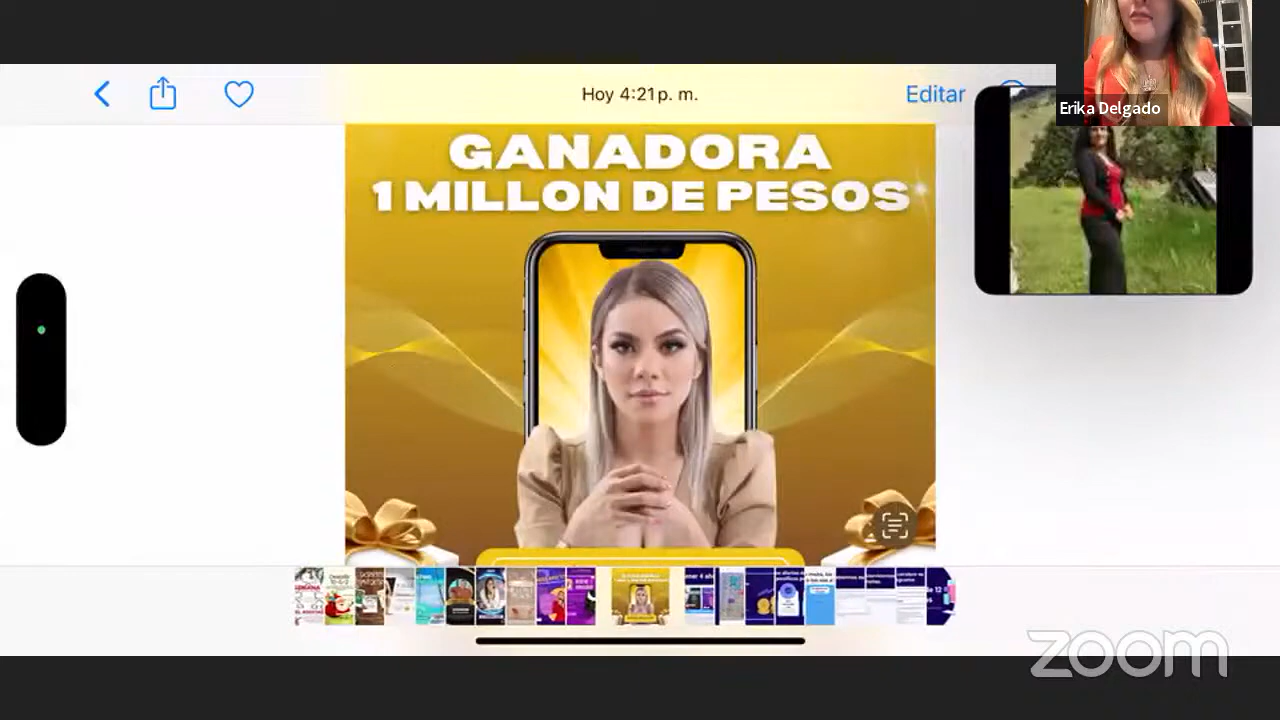 Hoy 4:21 p. m.
Editar
Erika Delgado
GANADORA
1 MILLON DE PESOS
zoom